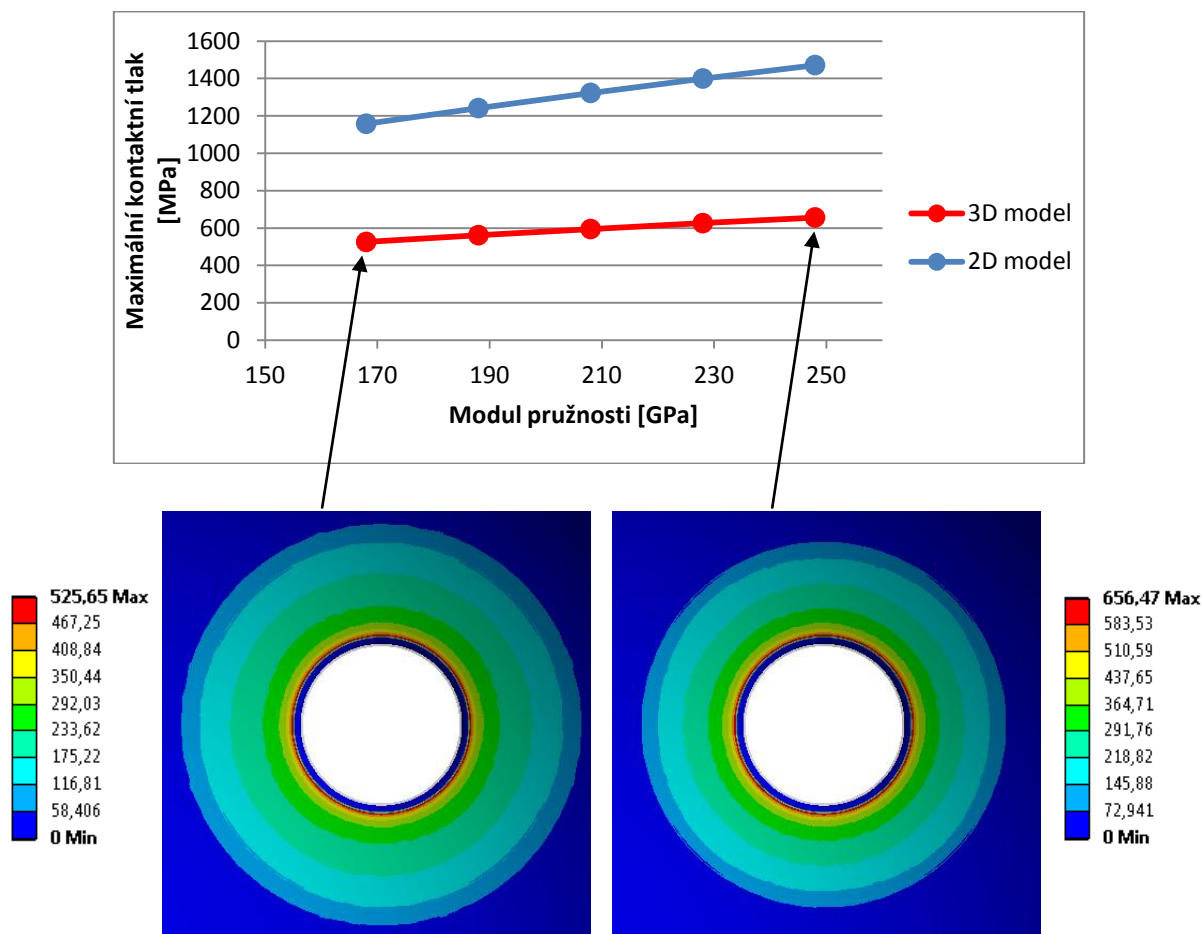 Maximální kontaktní tlak
[MPa]
1600
1400
1200
1000
800
600
400
200
0
150 170 190 210 230 250
Modul pružnosti [GPa]
3D model
2D model
525,65 Max
467,25
408,84
350,44
292,03
233,62
175,22
116,81
58,406
0 Min
656,47 Max
583,53
510,59
437,65
364,71
291,76
218,82
145,88
72,941
0 Min